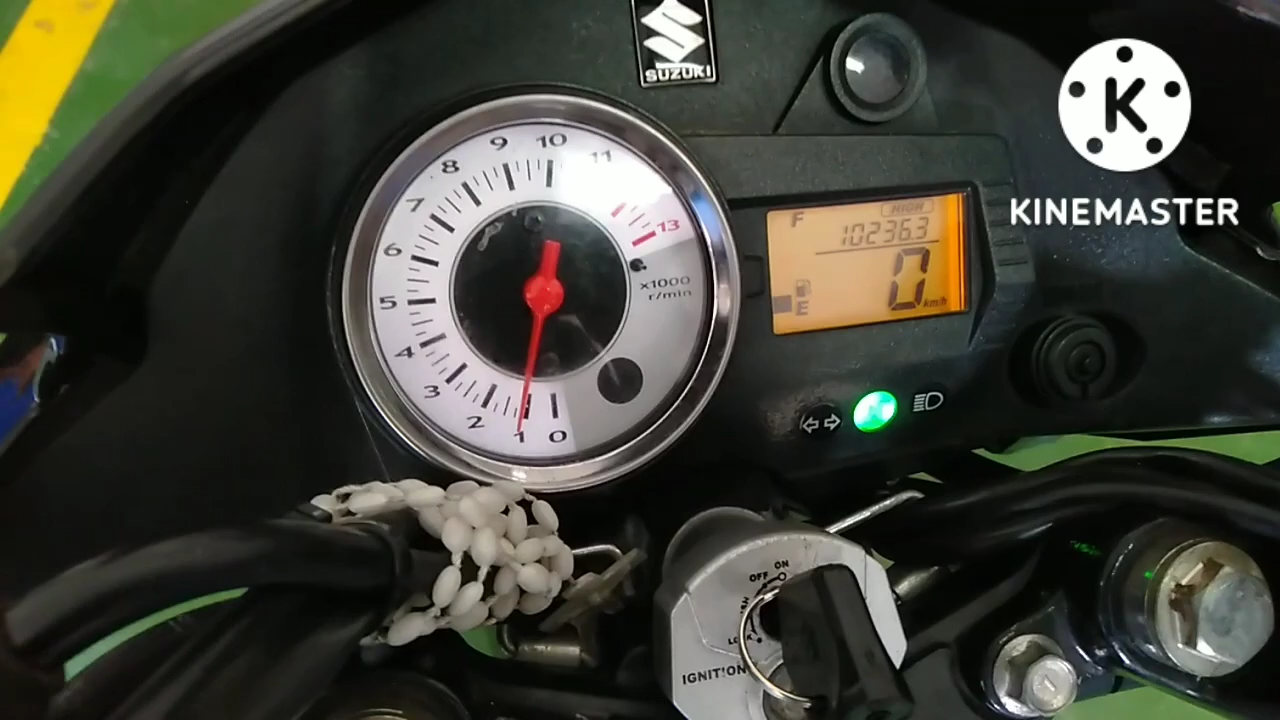 SUZUKI
K
KINEMASTER
10
9
11
8
7
13
6
x1000
r/min
5
4
3
2
1
0
F
HIGH
102363
0
km/h
E
ON
OFF
IGNITION